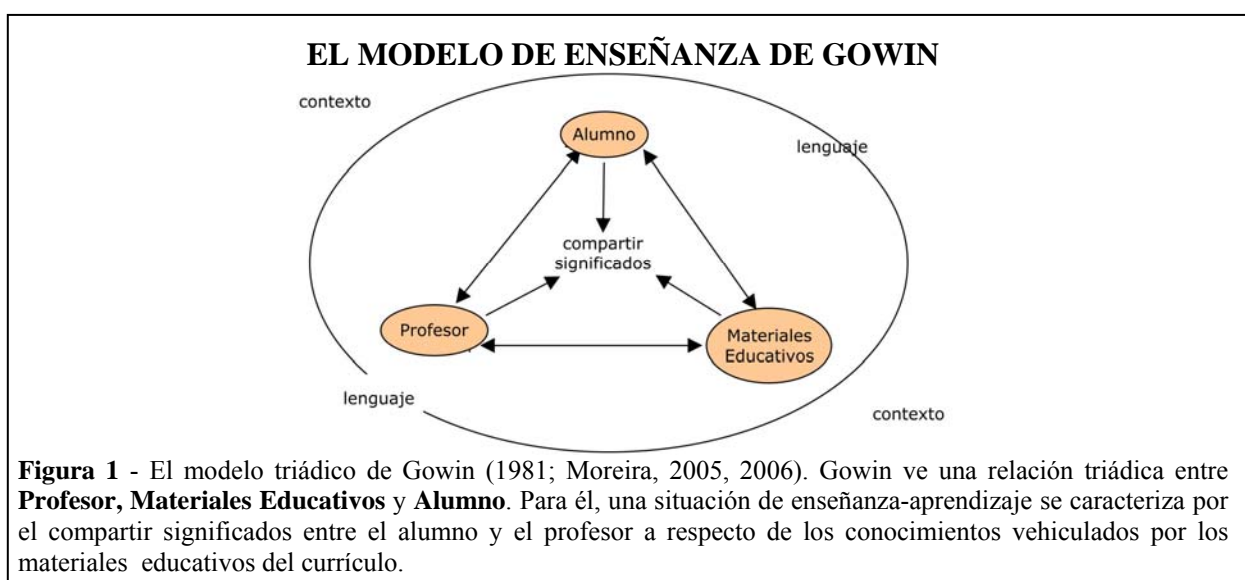 EL MODELO DE ENSEÑANZA DE GOWIN
contexto
Alumno
lenguaje
compartir
significados
Profesor
Materiales
Educativos
lenguaje
contexto
Figura 1 - El modelo triádico de Gowin (1981; Moreira, 2005, 2006). Gowin ve una relación triádica entre
Profesor, Materiales Educativos y Alumno. Para él, una situación de enseñanza-aprendizaje se caracteriza por
el compartir significados entre el alumno y el profesor a respecto de los conocimientos vehiculados por los
materiales educativos del currículo.